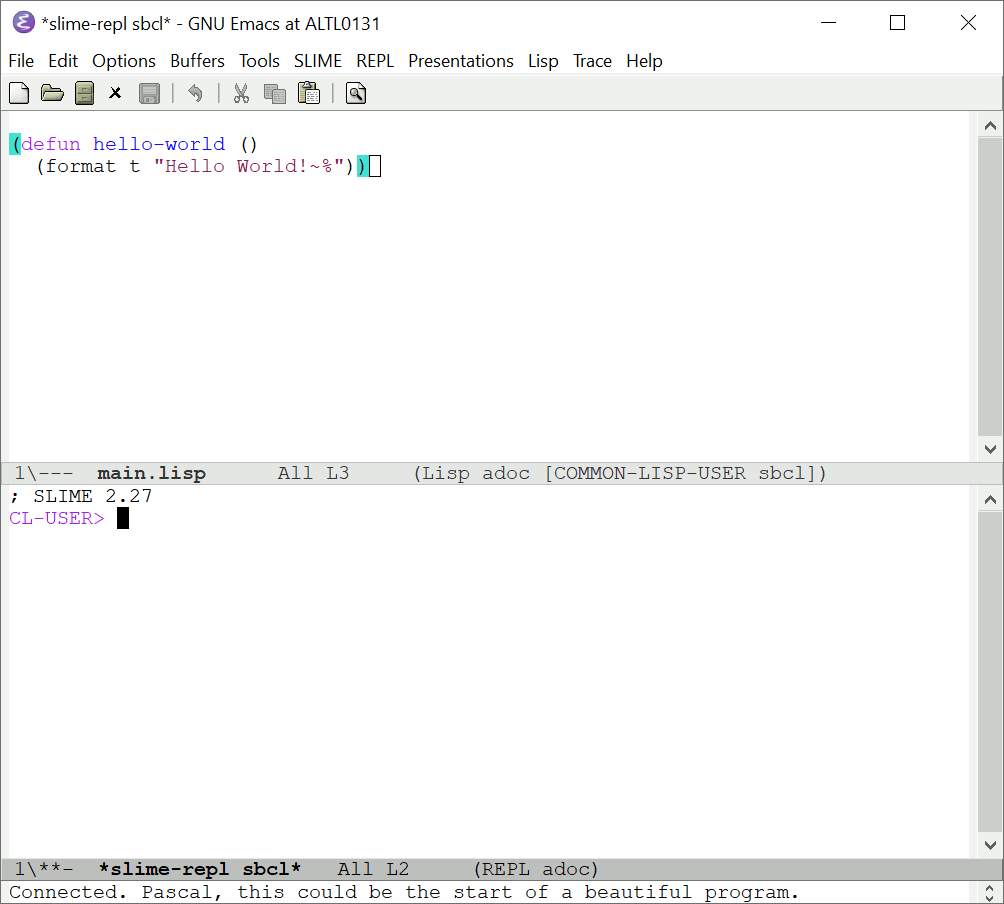 *slime-repl sbcl* - GNU Emacs at ALTL0131
File Edit Options Buffers Tools SLIME REPL Presentations Lisp Trace Help
(defun hello-world ()
  (format t "Hello World!~%"))
1\---  main.lisp      All L3     (Lisp adoc [COMMON-LISP-USER sbcl])
; SLIME 2.27
CL-USER>
1\**-  *slime-repl sbcl*   All L2     (REPL adoc)
Connected. Pascal, this could be the start of a beautiful program.